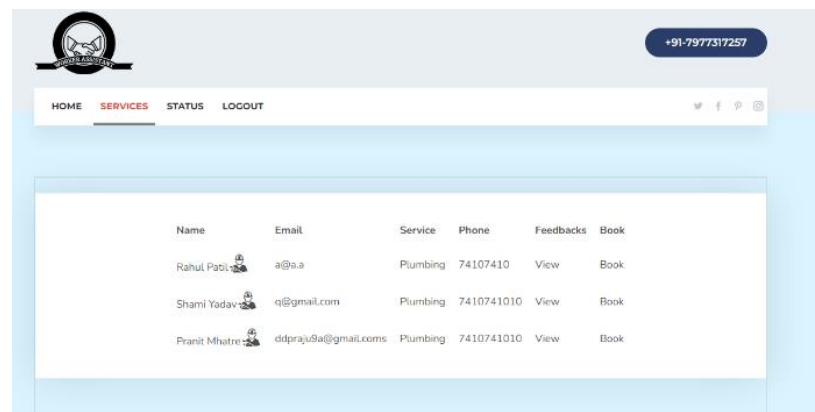 WORKER ASSISTANT
+91-7977317257
HOME SERVICES STATUS LOGOUT
Name Email Service Phone Feedbacks Book
Rahul Patil a@a.a Plumbing 74107410 View Book
Shami Yadav q@gmail.com Plumbing 7410741010 View Book
Pranit Mhatre ddpraju9a@gmail.coms Plumbing 7410741010 View Book